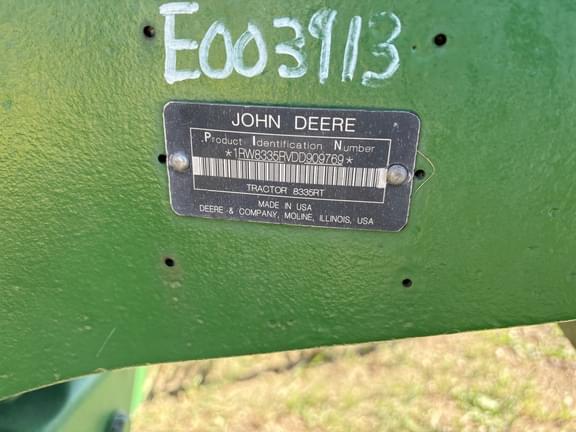 E003913
JOHN DEERE
Product Identification Number
*1RW8335RVDD909769*
TRACTOR 8335RT
MADE IN USA
DEERE & COMPANY, MOLINE, ILLINOIS, USA